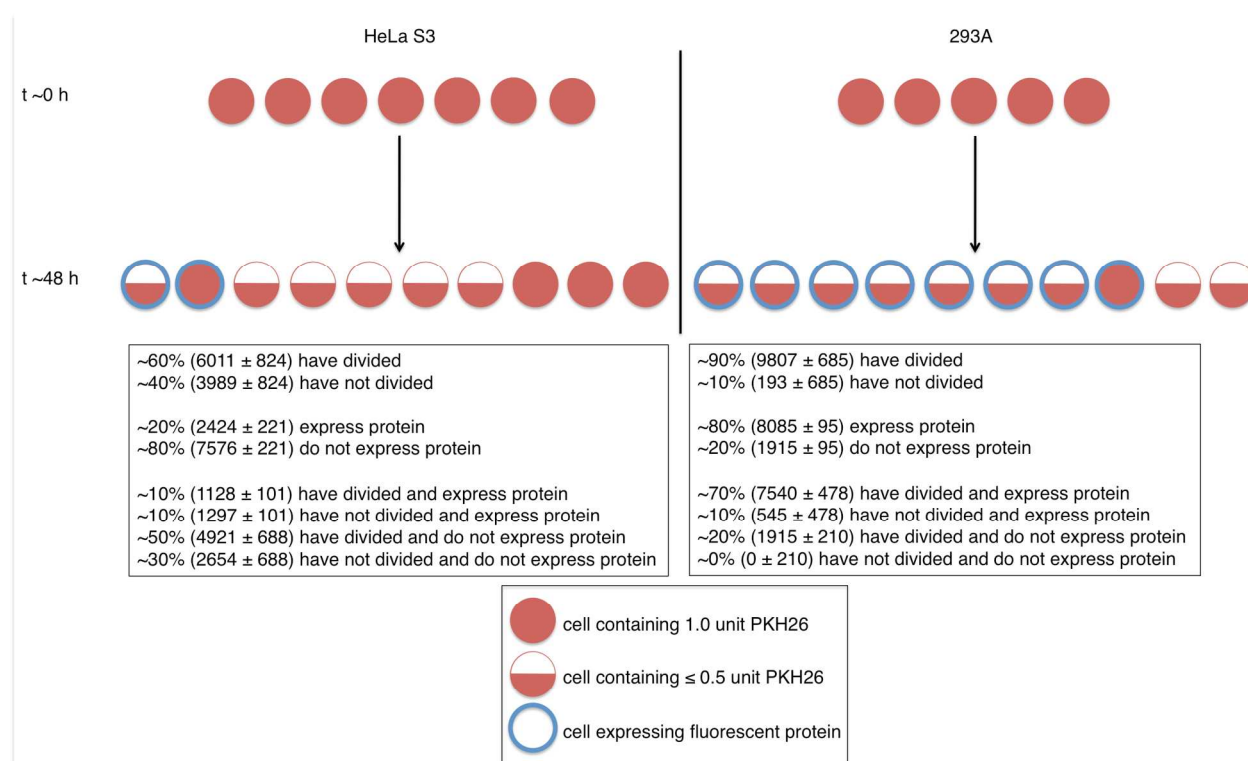 HeLa S3
293A
t ~0 h
t ~48 h
~60% (6011 ± 824) have divided
~40% (3989 ± 824) have not divided
~20% (2424 ± 221) express protein
~80% (7576 ± 221) do not express protein
~10% (1128 ± 101) have divided and express protein
~10% (1297 ± 101) have not divided and express protein
~50% (4921 ± 688) have divided and do not express protein
~30% (2654 ± 688) have not divided and do not express protein
~90% (9807 ± 685) have divided
~10% (193 ± 685) have not divided
~80% (8085 ± 95) express protein
~20% (1915 ± 95) do not express protein
~70% (7540 ± 478) have divided and express protein
~10% (545 ± 478) have not divided and express protein
~20% (1915 ± 210) have divided and do not express protein
~0% (0 ± 210) have not divided and do not express protein
cell containing 1.0 unit PKH26
cell containing ≤ 0.5 unit PKH26
cell expressing fluorescent protein